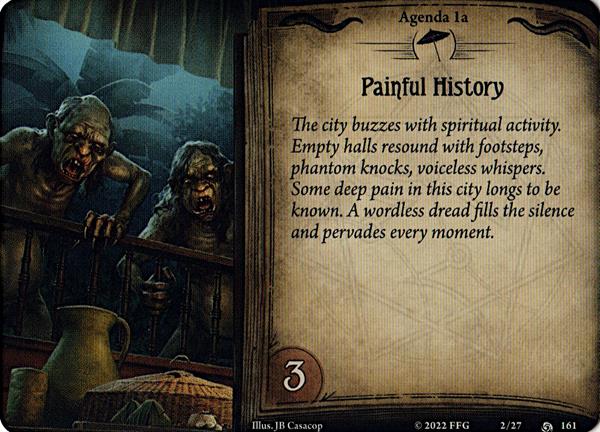 Agenda 1a
Painful History
The city buzzes with spiritual activity.
Empty halls resound with footsteps,
phantom knocks, voiceless whispers.
Some deep pain in this city longs to be
known. A wordless dread fills the silence
and pervades every moment.
3
Illus. JB Casacop
© 2022 FFG
2/27
161